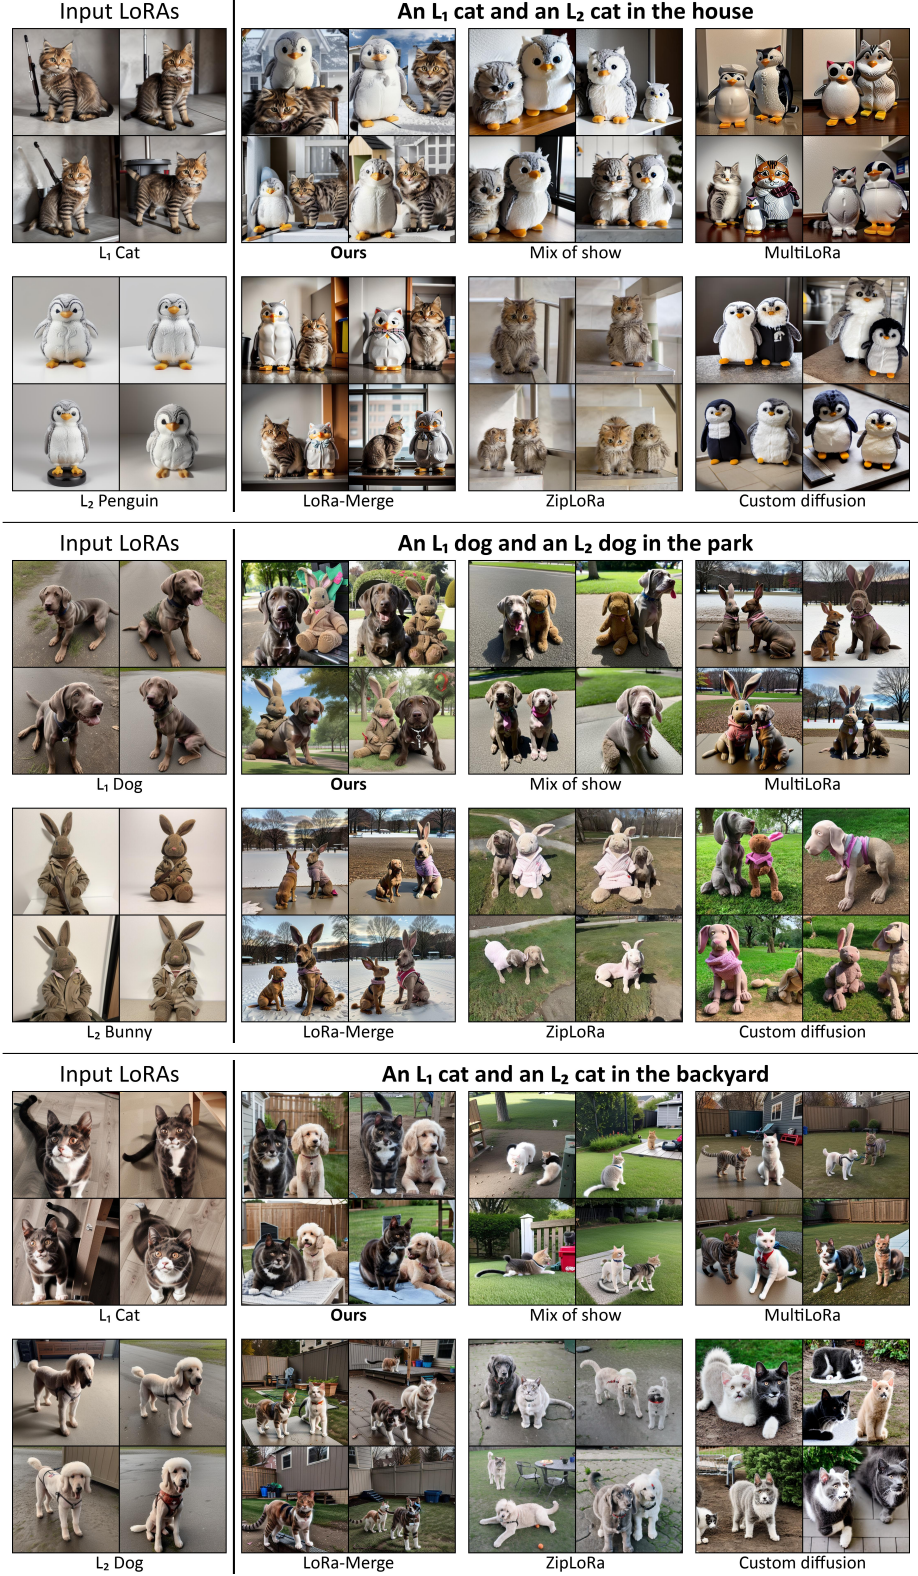 Input LoRAs
An L₁ cat and an L₂ cat in the house
L₁ Cat
Ours
Mix of show
MultiLoRa
L₂ Penguin
LoRa-Merge
ZipLoRa
Custom diffusion
Input LoRAs
An L₁ dog and an L₂ dog in the park
L₁ Dog
Ours
Mix of show
MultiLoRa
L₂ Bunny
LoRa-Merge
ZipLoRa
Custom diffusion
Input LoRAs
An L₁ cat and an L₂ cat in the backyard
L₁ Cat
Ours
Mix of show
MultiLoRa
L₂ Dog
LoRa-Merge
ZipLoRa
Custom diffusion